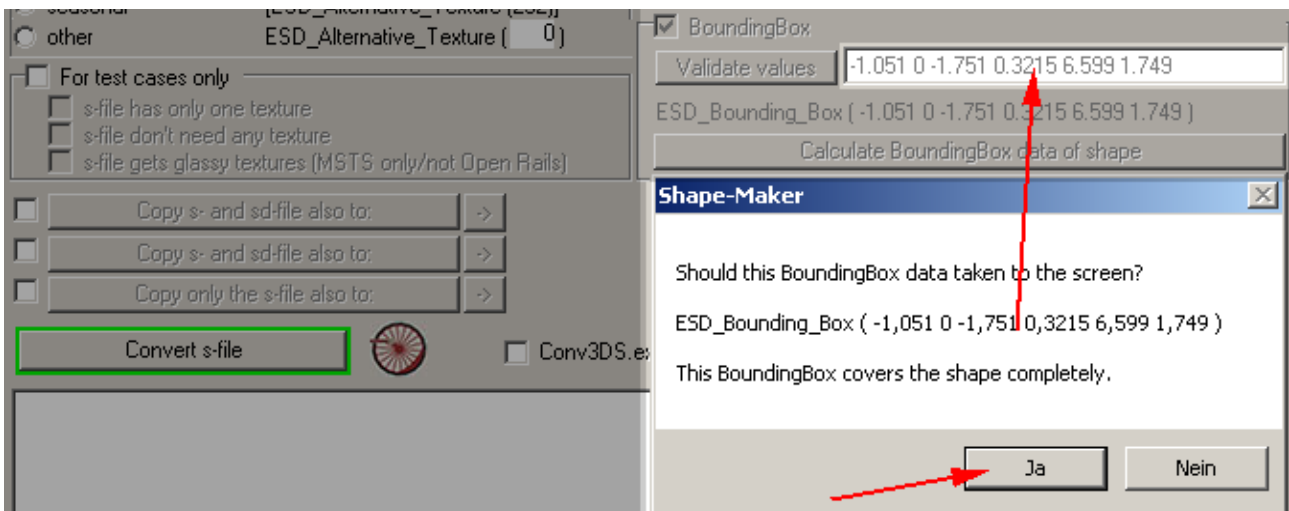 seasonal [ESD_Alternative_Texture (252)]
other ESD_Alternative_Texture ( 0 )
For test cases only
s-file has only one texture
s-file don't need any texture
s-file gets glassy textures (MSTS only/not Open Rails)
Copy s- and sd-file also to: ->
Copy s- and sd-file also to: ->
Copy only the s-file also to: ->
Convert s-file
Conv3DS.e
BoundingBox
Validate values -1.051 0 -1.751 0.3215 6.599 1.749
ESD_Bounding_Box ( -1.051 0 -1.751 0.3215 6.599 1.749 )
Calculate BoundingBox data of shape
Shape-Maker
Should this BoundingBox data taken to the screen?
ESD_Bounding_Box ( -1,051 0 -1,751 0,3215 6,599 1,749 )
This BoundingBox covers the shape completely.
Ja Nein